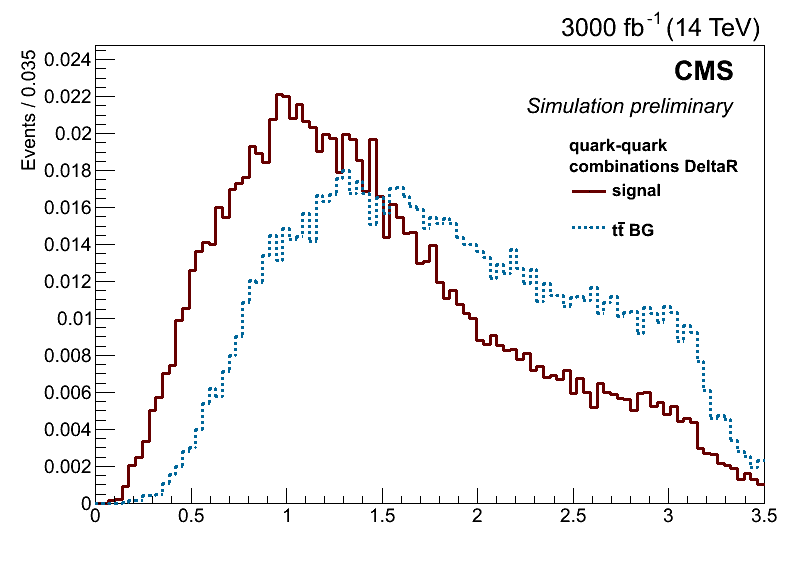 3000 fb-1 (14 TeV)
Events / 0.035
CMS
Simulation preliminary
quark-quark
combinations DeltaR
signal
tt̄ BG
0.024
0.022
0.02
0.018
0.016
0.014
0.012
0.01
0.008
0.006
0.004
0.002
0
0 0.5 1 1.5 2 2.5 3 3.5